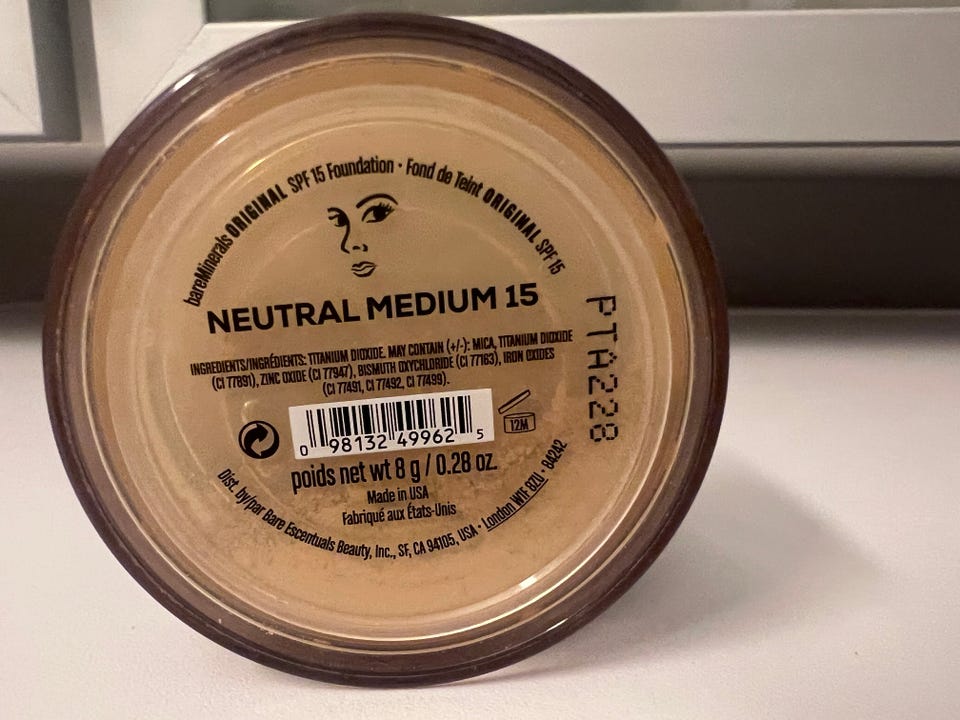 bareMinerals ORIGINAL SPF 15 Foundation · Fond de Teint ORIGINAL SPF 15
NEUTRAL MEDIUM 15
INGREDIENTS/INGRÉDIENTS: TITANIUM DIOXIDE. MAY CONTAIN (+/-): MICA, TITANIUM DIOXIDE
(CI 77891), ZINC OXIDE (CI 77947), BISMUTH OXYCHLORIDE (CI 77163), IRON OXIDES
(CI 77491, CI 77492, CI 77499).
PTA228
0 98132 49962 5
12M
poids net wt 8 g / 0.28 oz.
Made in USA
Fabriqué aux États-Unis
Dist. by/par Bare Escentuals Beauty, Inc., SF, CA 94105, USA · London W1F 8ZU · 84242